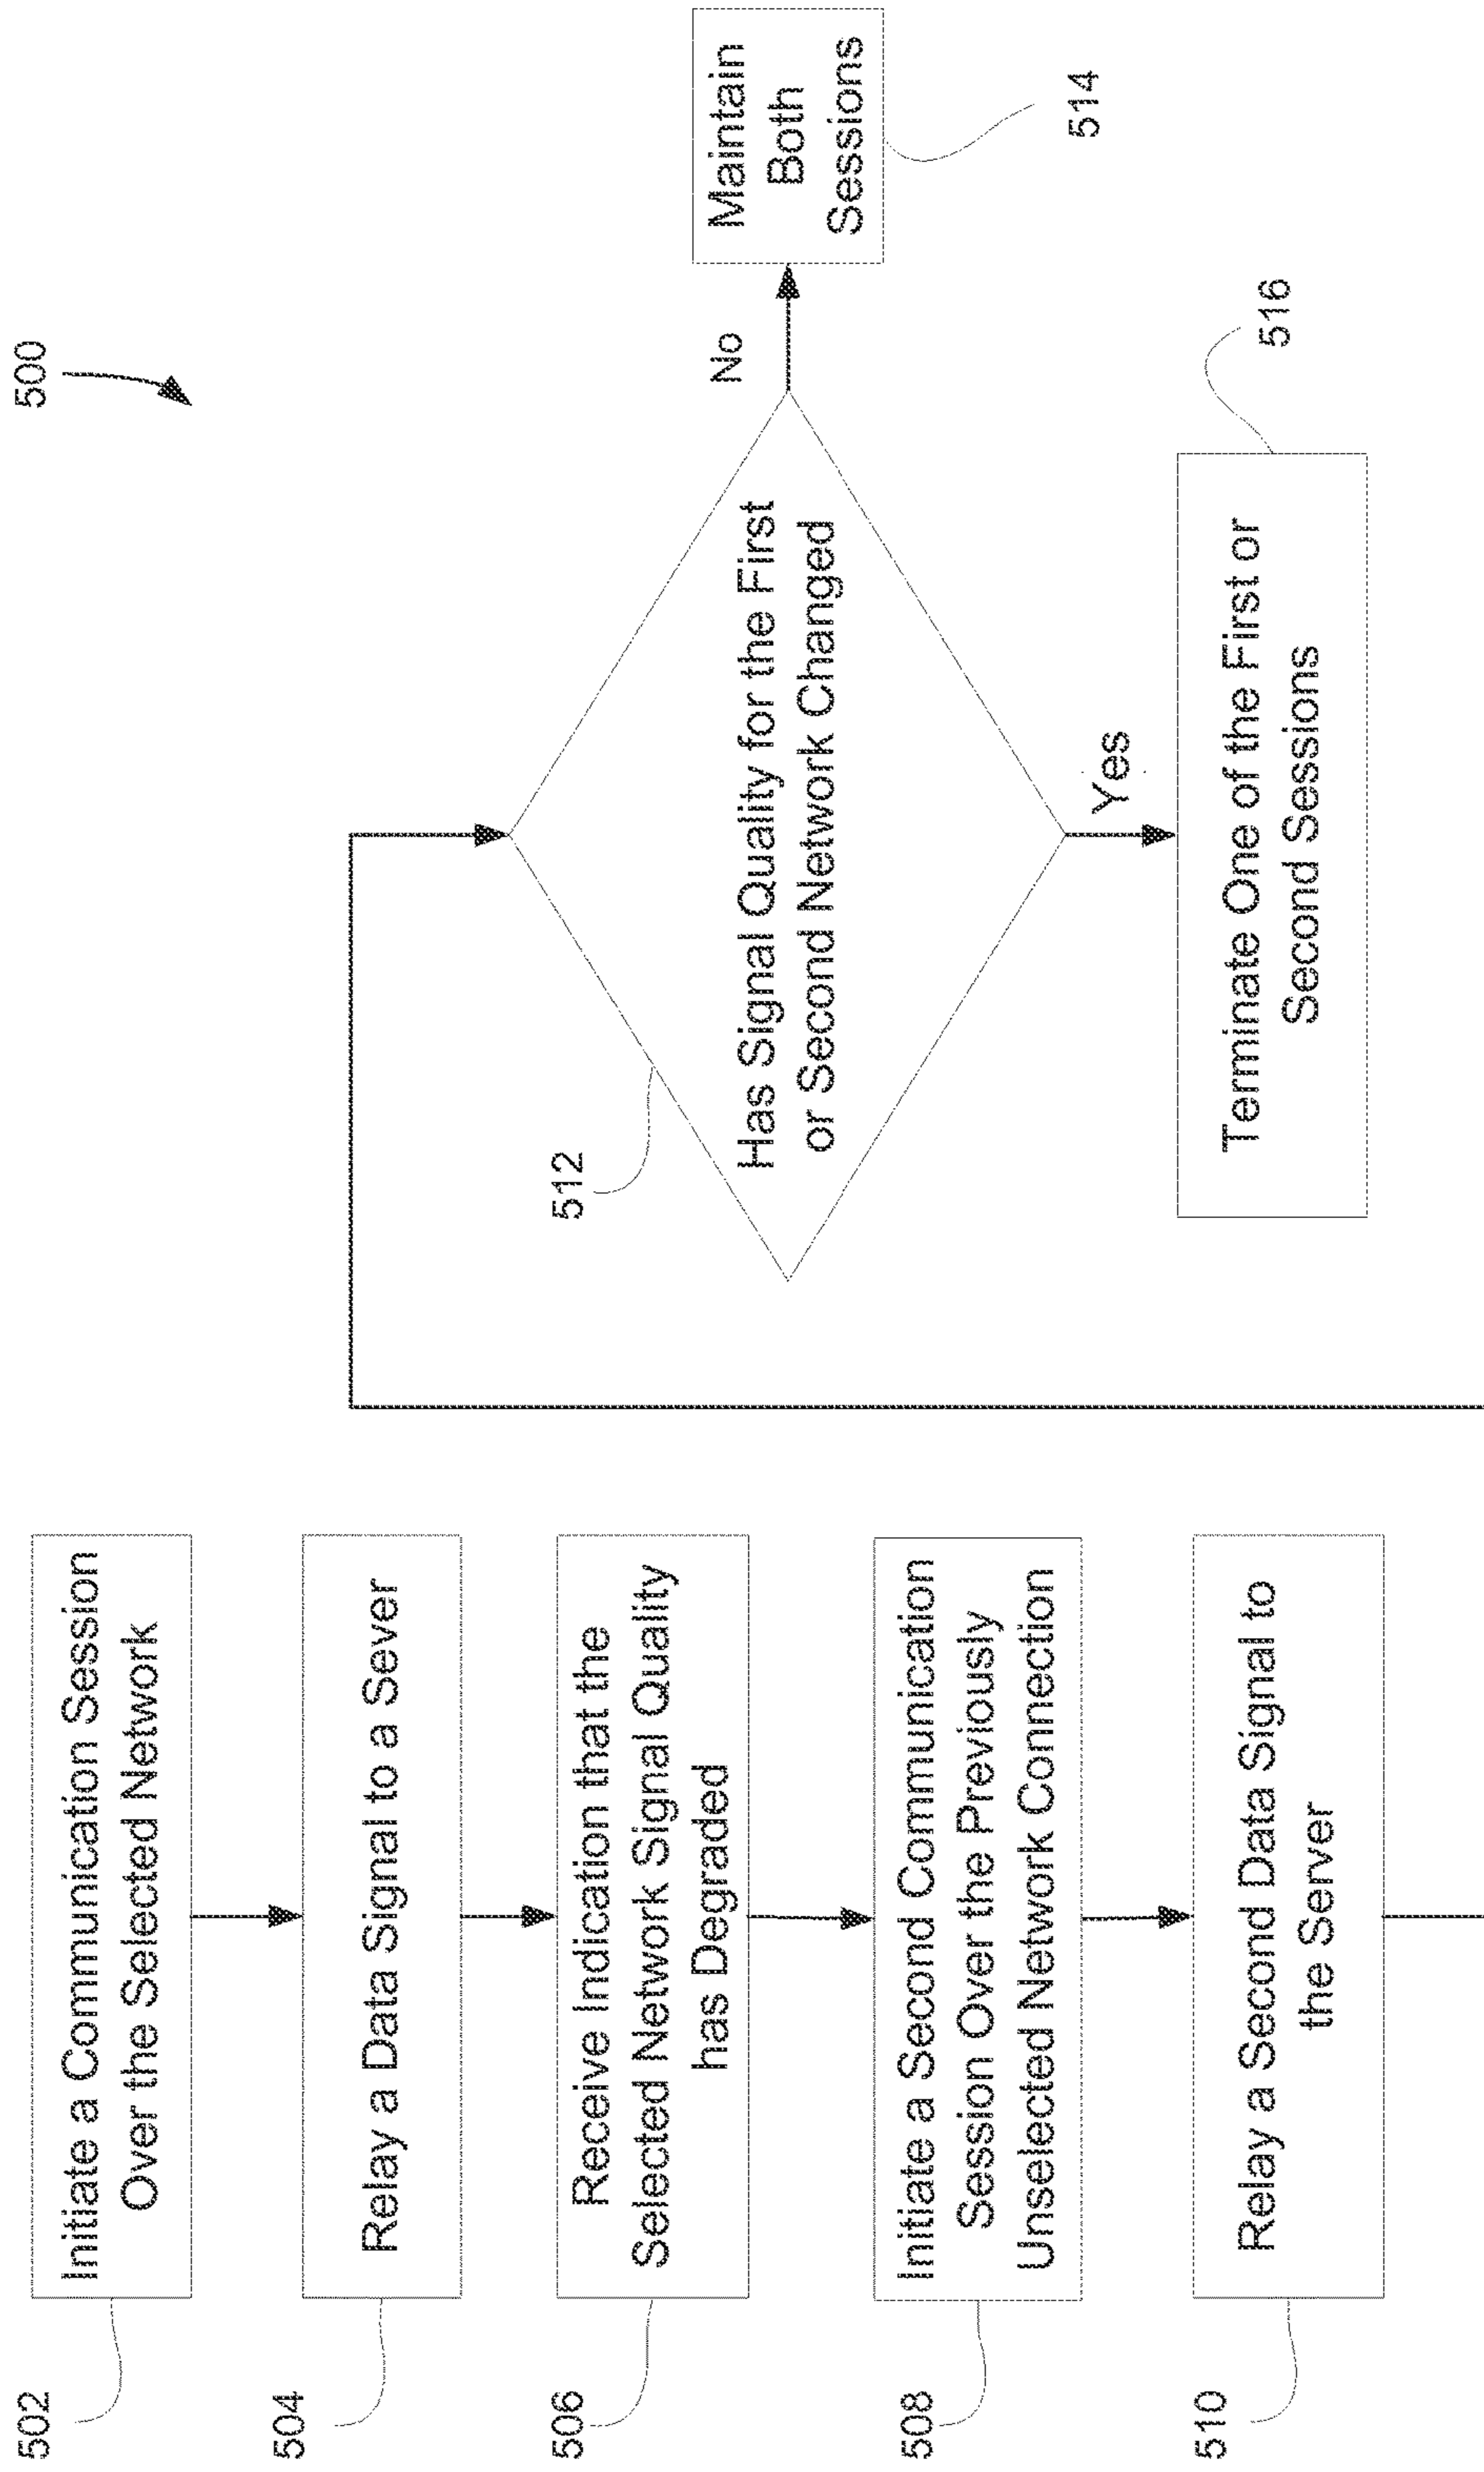 500
502
Initiate a Communication Session
Over the Selected Network
504
Relay a Data Signal to a Sever
506
Receive Indication that the
Selected Network Signal Quality
has Degraded
508
Initiate a Second Communication
Session Over the Previously
Unselected Network Connection
510
Relay a Second Data Signal to
the Server
512
Has Signal Quality for the First
or Second Network Changed
No
Maintain
Both
Sessions
514
Yes
Terminate One of the First or
Second Sessions
516